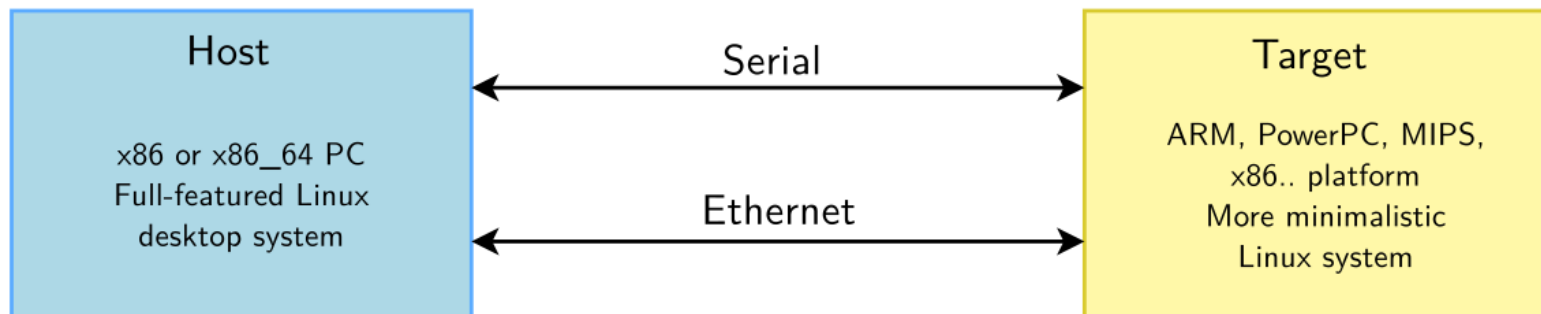 Host
x86 or x86_64 PC
Full-featured Linux
desktop system
Serial
Ethernet
Target
ARM, PowerPC, MIPS,
x86.. platform
More minimalistic
Linux system